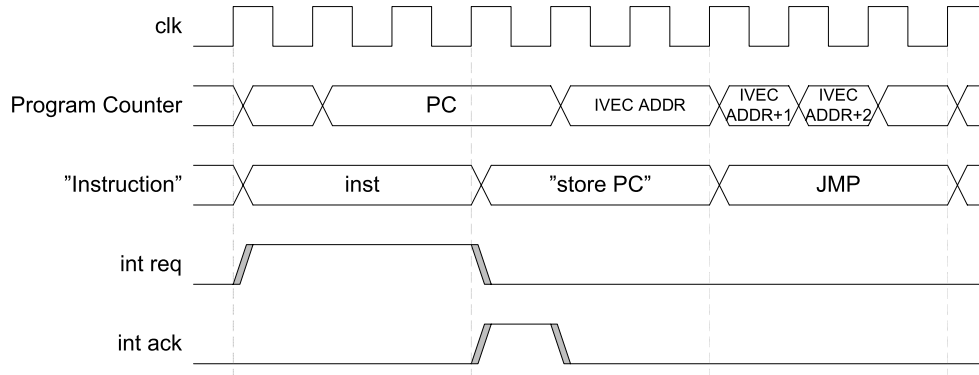 clk
Program Counter
PC
IVEC ADDR
IVEC
ADDR+1
IVEC
ADDR+2
”Instruction”
inst
”store PC”
JMP
int req
int ack